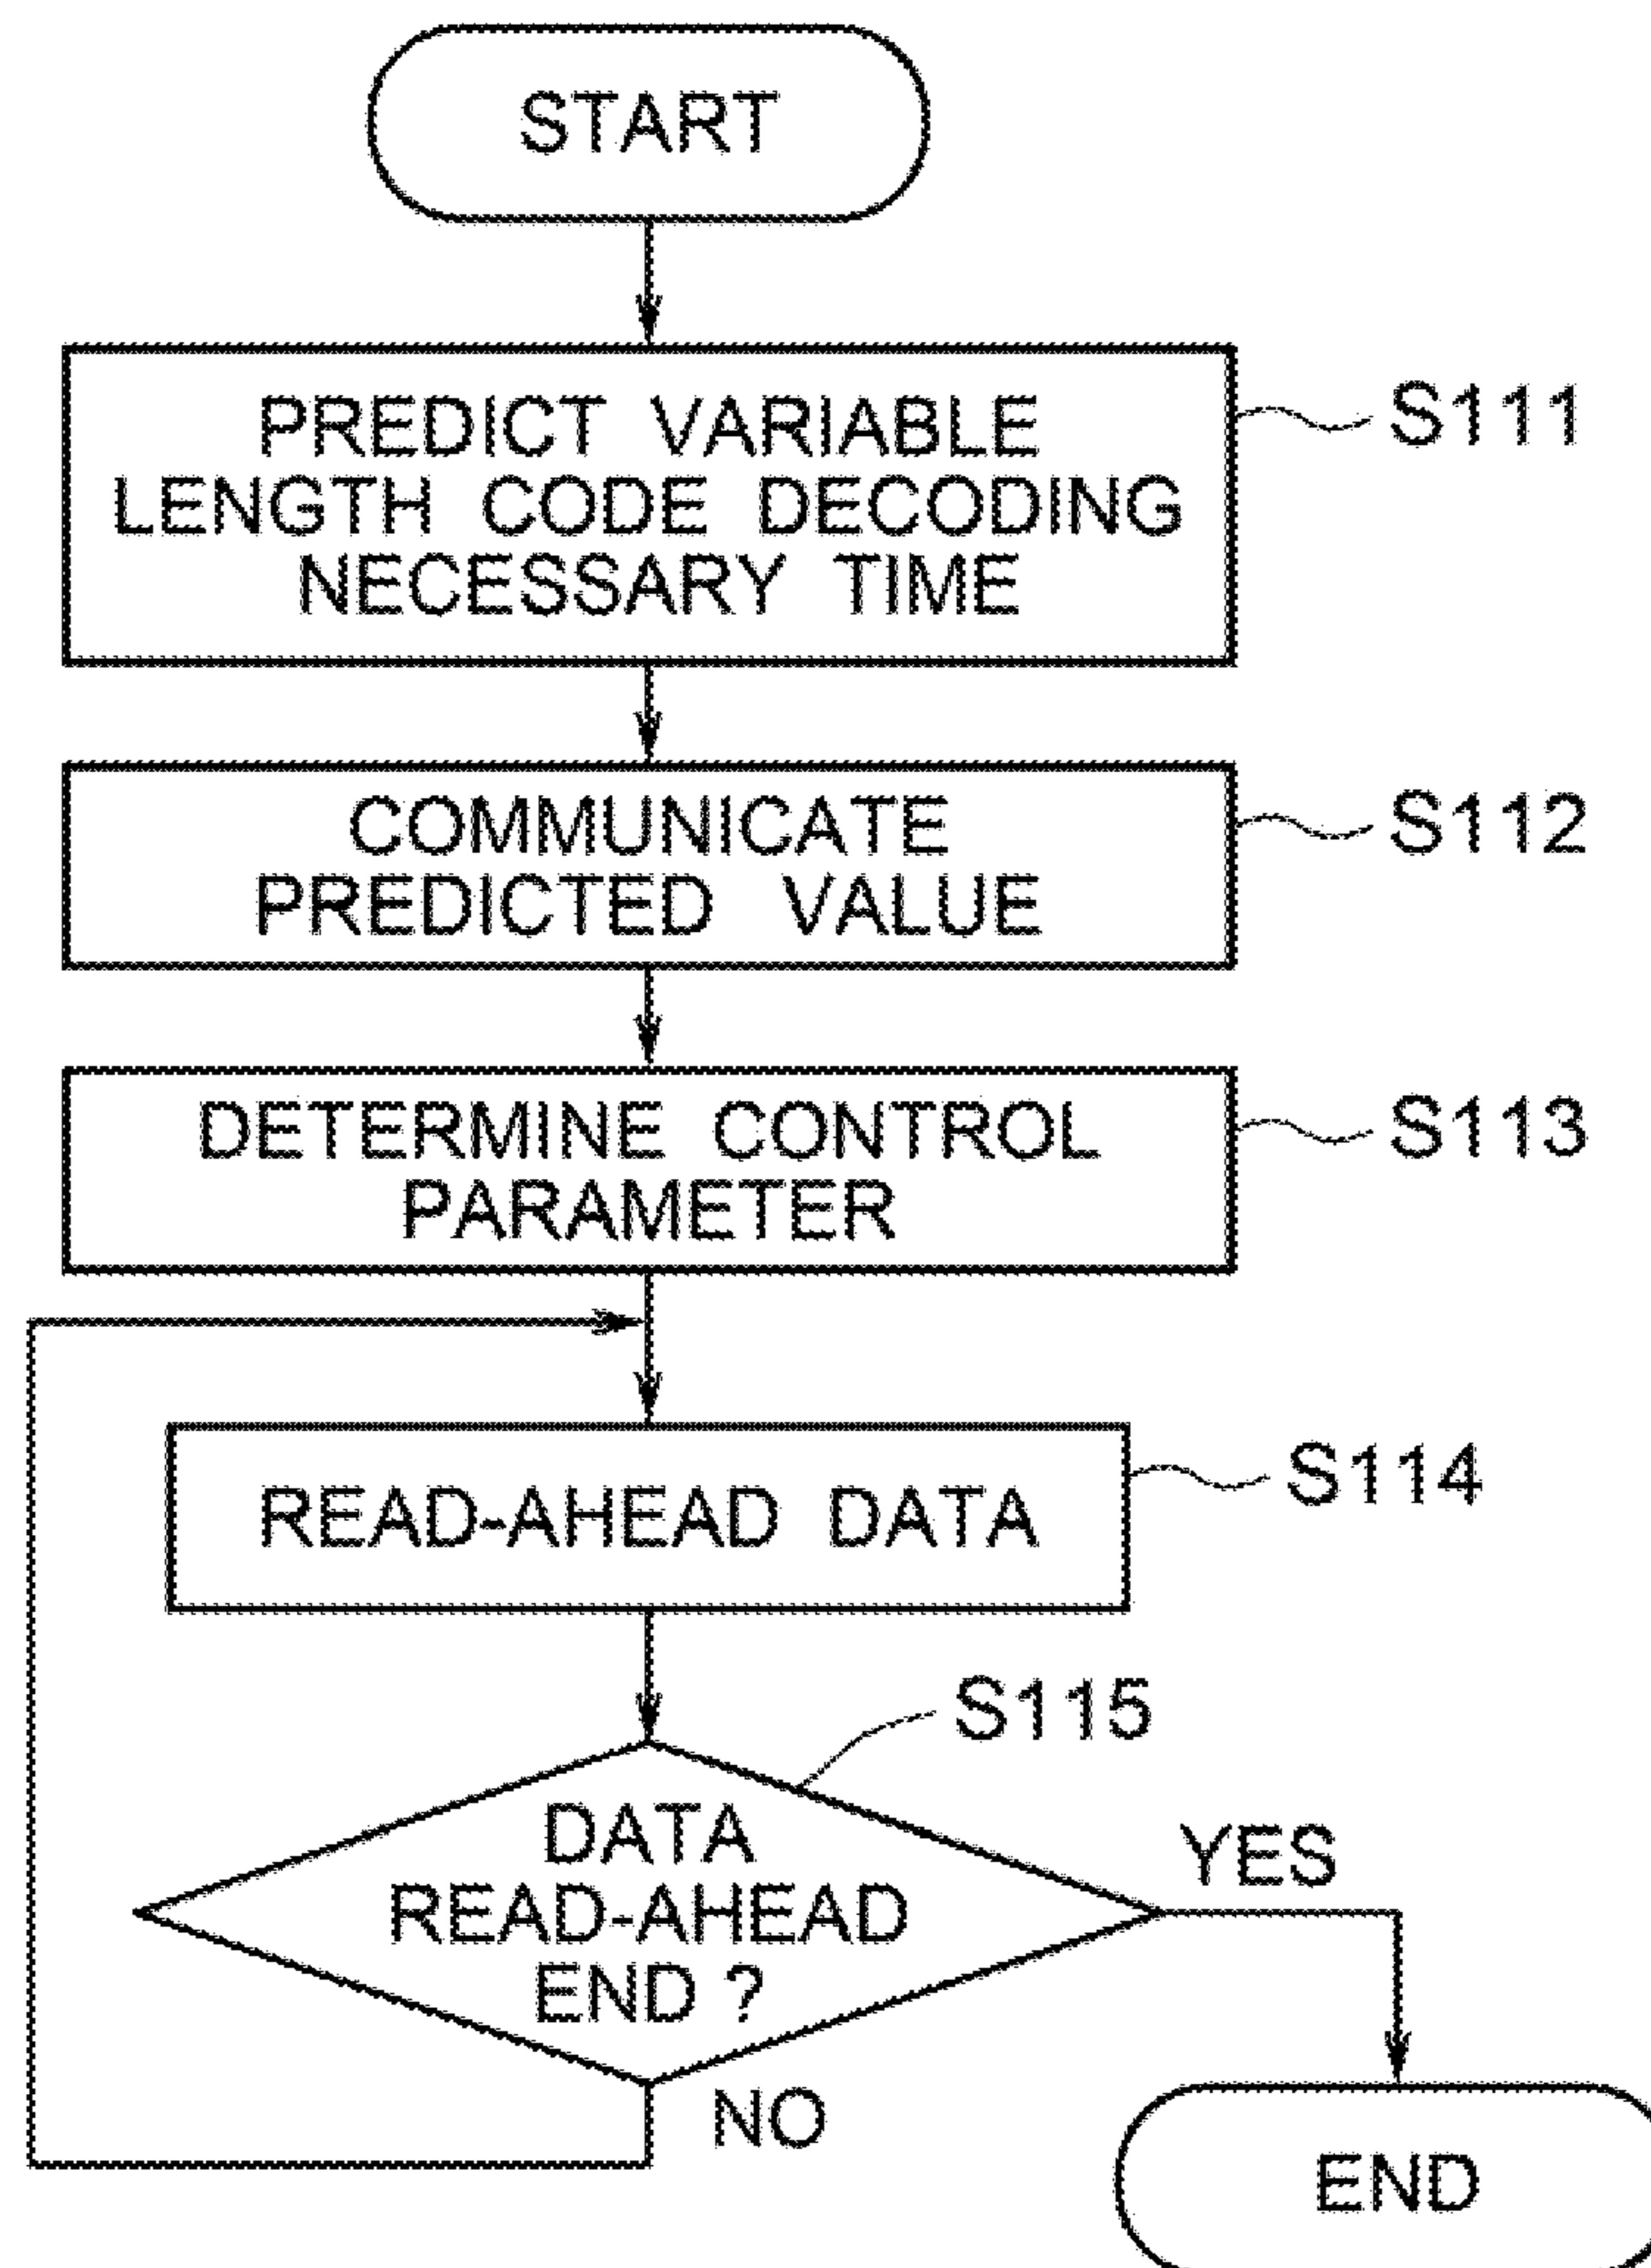 START
PREDICT VARIABLE
LENGTH CODE DECODING
NECESSARY TIME
S111
COMMUNICATE
PREDICTED VALUE
S112
DETERMINE CONTROL
PARAMETER
S113
READ-AHEAD DATA
S114
S115
DATA
READ-AHEAD
END ?
YES
NO
END